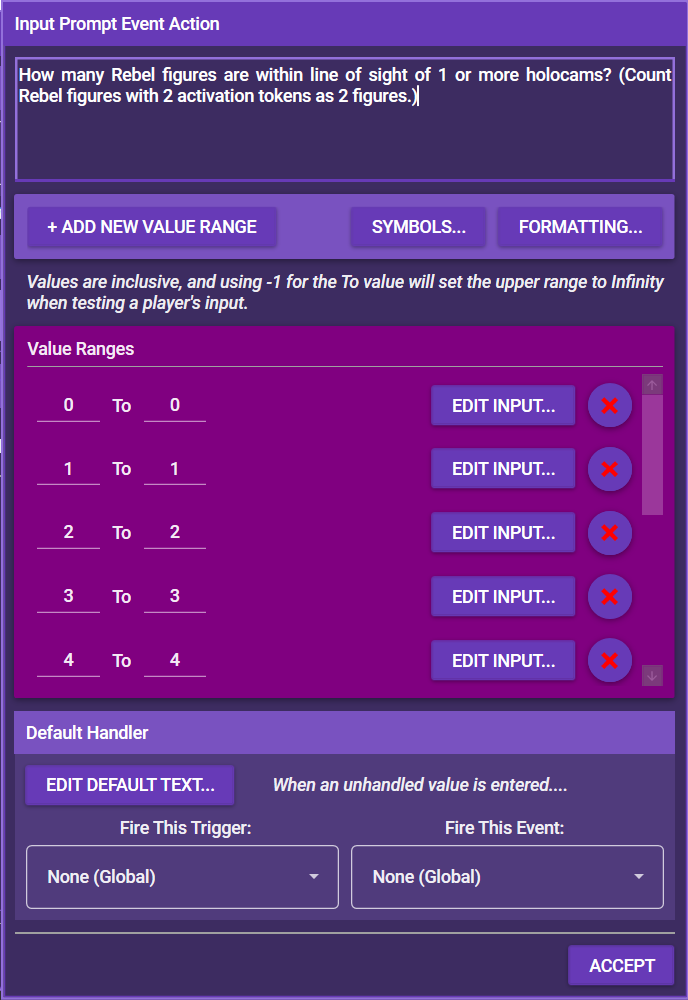 Input Prompt Event Action
How many Rebel figures are within line of sight of 1 or more holocams? (Count
Rebel figures with 2 activation tokens as 2 figures.)
+ ADD NEW VALUE RANGE SYMBOLS... FORMATTING...
Values are inclusive, and using -1 for the To value will set the upper range to Infinity
when testing a player's input.
Value Ranges
0 To 0 EDIT INPUT...
1 To 1 EDIT INPUT...
2 To 2 EDIT INPUT...
3 To 3 EDIT INPUT...
4 To 4 EDIT INPUT...
Default Handler
EDIT DEFAULT TEXT... When an unhandled value is entered....
Fire This Trigger: Fire This Event:
None (Global) None (Global)
ACCEPT